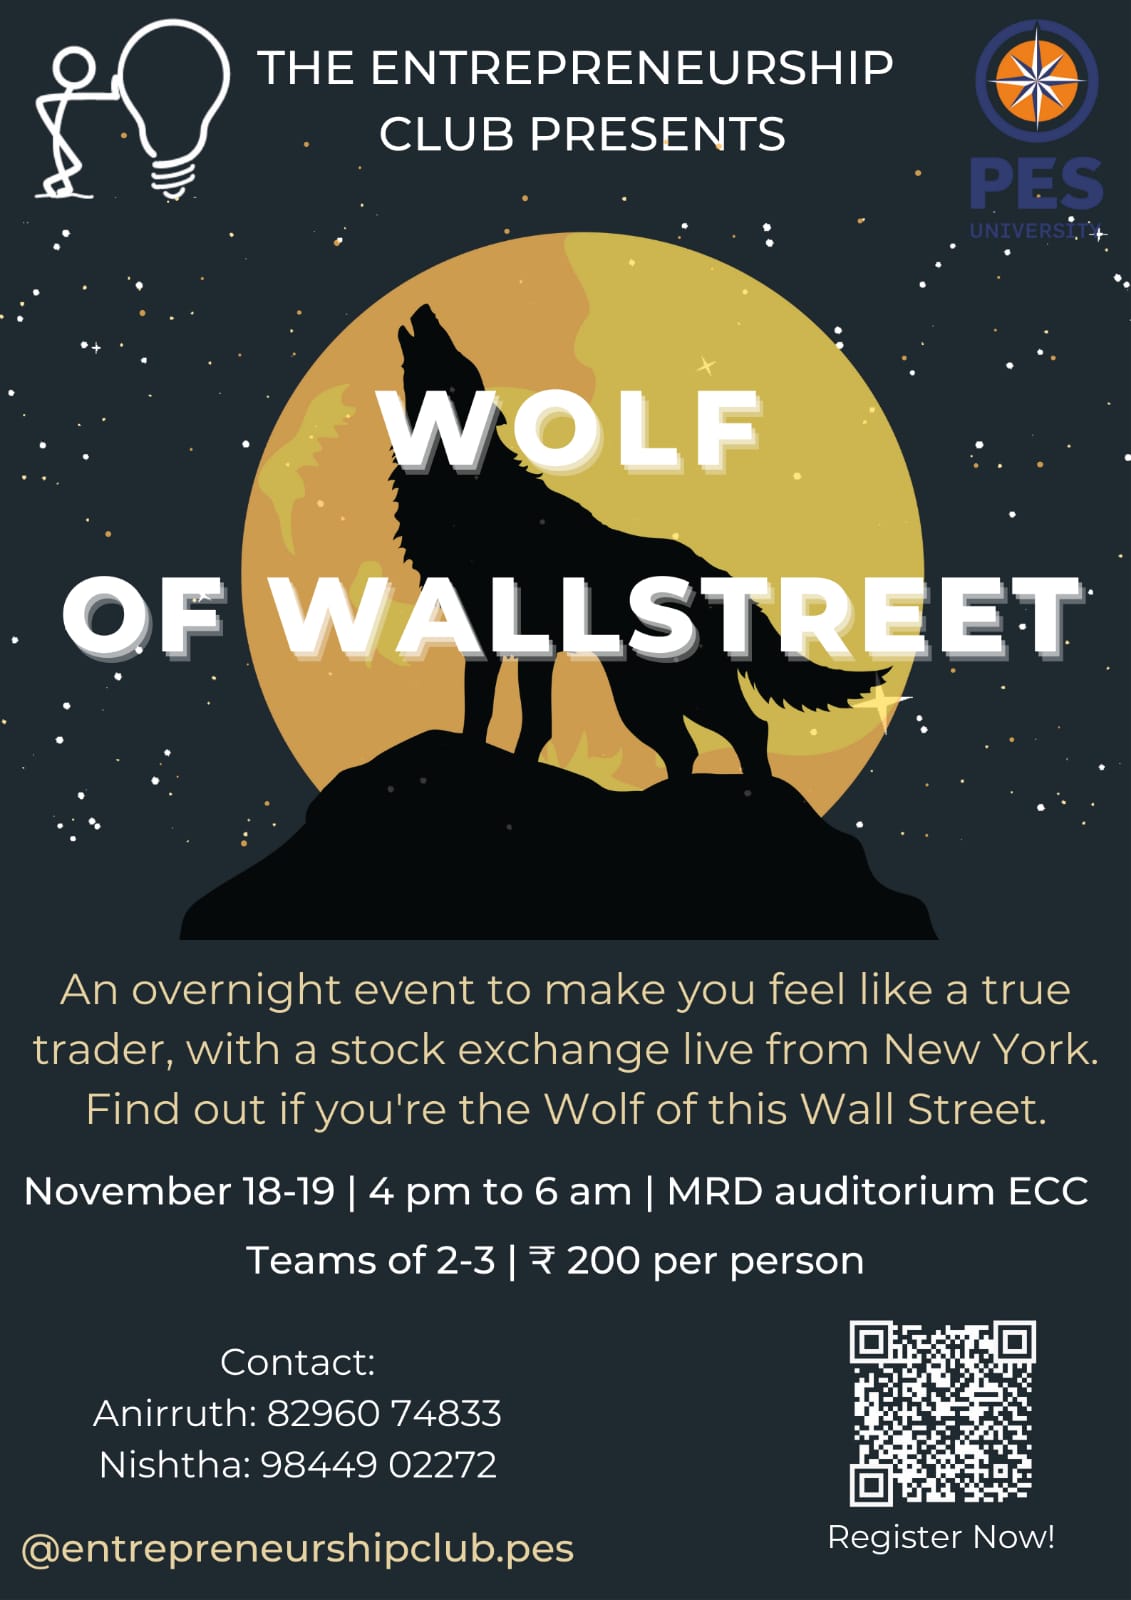 THE ENTREPRENEURSHIP
CLUB PRESENTS
PES
UNIVERSITY
WOLF
OF WALLSTREET
An overnight event to make you feel like a true
trader, with a stock exchange live from New York.
Find out if you're the Wolf of this Wall Street.
November 18-19 | 4 pm to 6 am | MRD auditorium ECC
Teams of 2-3 | ₹ 200 per person
Contact:
Anirruth: 82960 74833
Nishtha: 98449 02272
@entrepreneurshipclub.pes
Register Now!